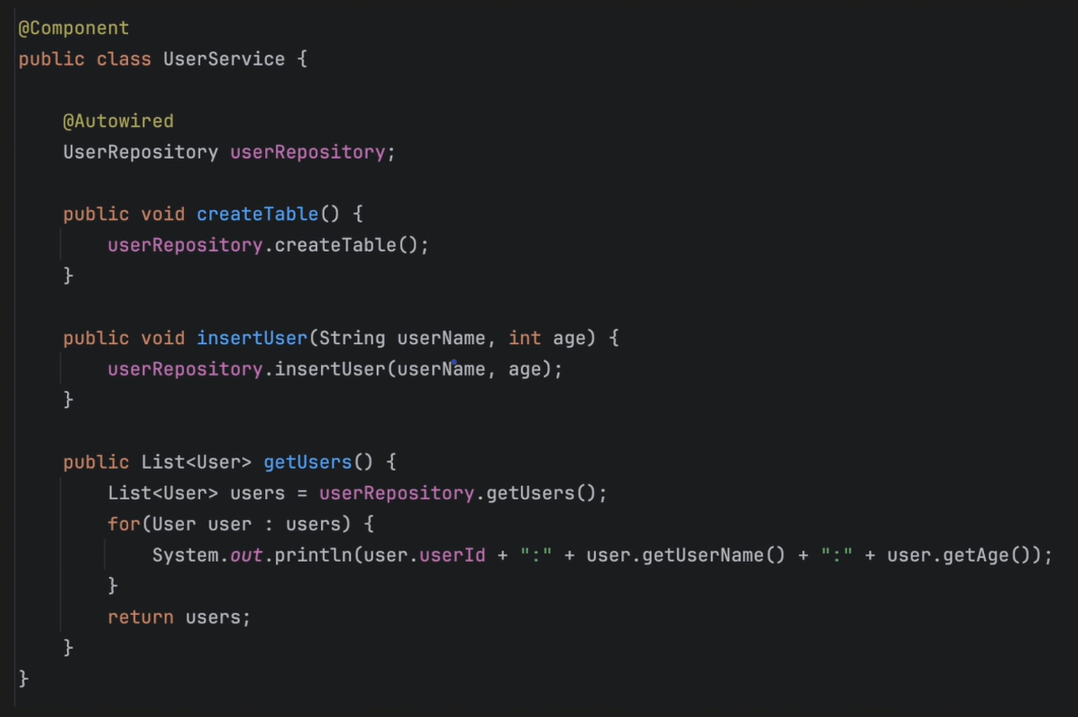 @Component
public class UserService {
@Autowired
UserRepository userRepository;
public void createTable() {
userRepository.createTable();
}
public void insertUser(String userName, int age) {
userRepository.insertUser(userName, age);
}
public List<User> getUsers() {
List<User> users = userRepository.getUsers();
for(User user : users) {
System.out.println(user.userId + ":" + user.getUserName() + ":" + user.getAge());
}
return users;
}
}